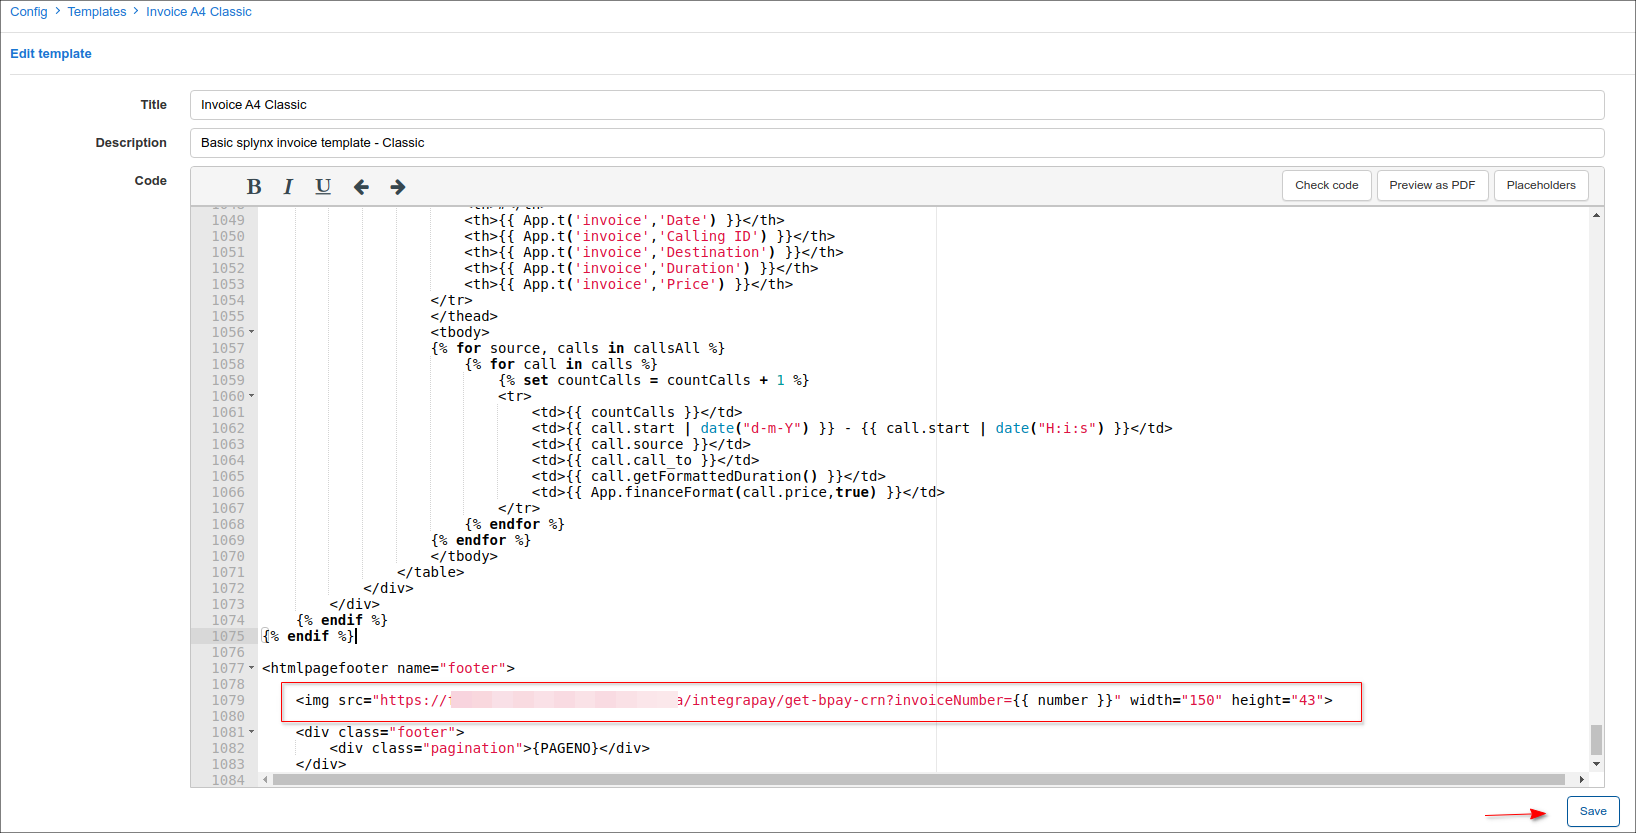 Config > Templates > Invoice A4 Classic
Edit template
Title Invoice A4 Classic
Description Basic splynx invoice template - Classic
Code B I U Check code Preview as PDF Placeholders
1049 <th>{{ App.t('invoice','Date') }}</th>
1050 <th>{{ App.t('invoice','Calling ID') }}</th>
1051 <th>{{ App.t('invoice','Destination') }}</th>
1052 <th>{{ App.t('invoice','Duration') }}</th>
1053 <th>{{ App.t('invoice','Price') }}</th>
1054 </tr>
1055 </thead>
1056 <tbody>
1057 {% for source, calls in callsAll %}
1058 {% for call in calls %}
1059 {% set countCalls = countCalls + 1 %}
1060 <tr>
1061 <td>{{ countCalls }}</td>
1062 <td>{{ call.start | date("d-m-Y") }} - {{ call.start | date("H:i:s") }}</td>
1063 <td>{{ call.source }}</td>
1064 <td>{{ call.call_to }}</td>
1065 <td>{{ call.getFormattedDuration() }}</td>
1066 <td>{{ App.financeFormat(call.price,true) }}</td>
1067 </tr>
1068 {% endfor %}
1069 {% endfor %}
1070 </tbody>
1071 </table>
1072 </div>
1073 </div>
1074 {% endif %}
1075 {% endif %}
1076
1077 <htmlpagefooter name="footer">
1078
1079 <img src="https:// a/integrapay/get-bpay-crn?invoiceNumber={{ number }}" width="150" height="43">
1080
1081 <div class="footer">
1082 <div class="pagination">{PAGENO}</div>
1083 </div>
1084
Save